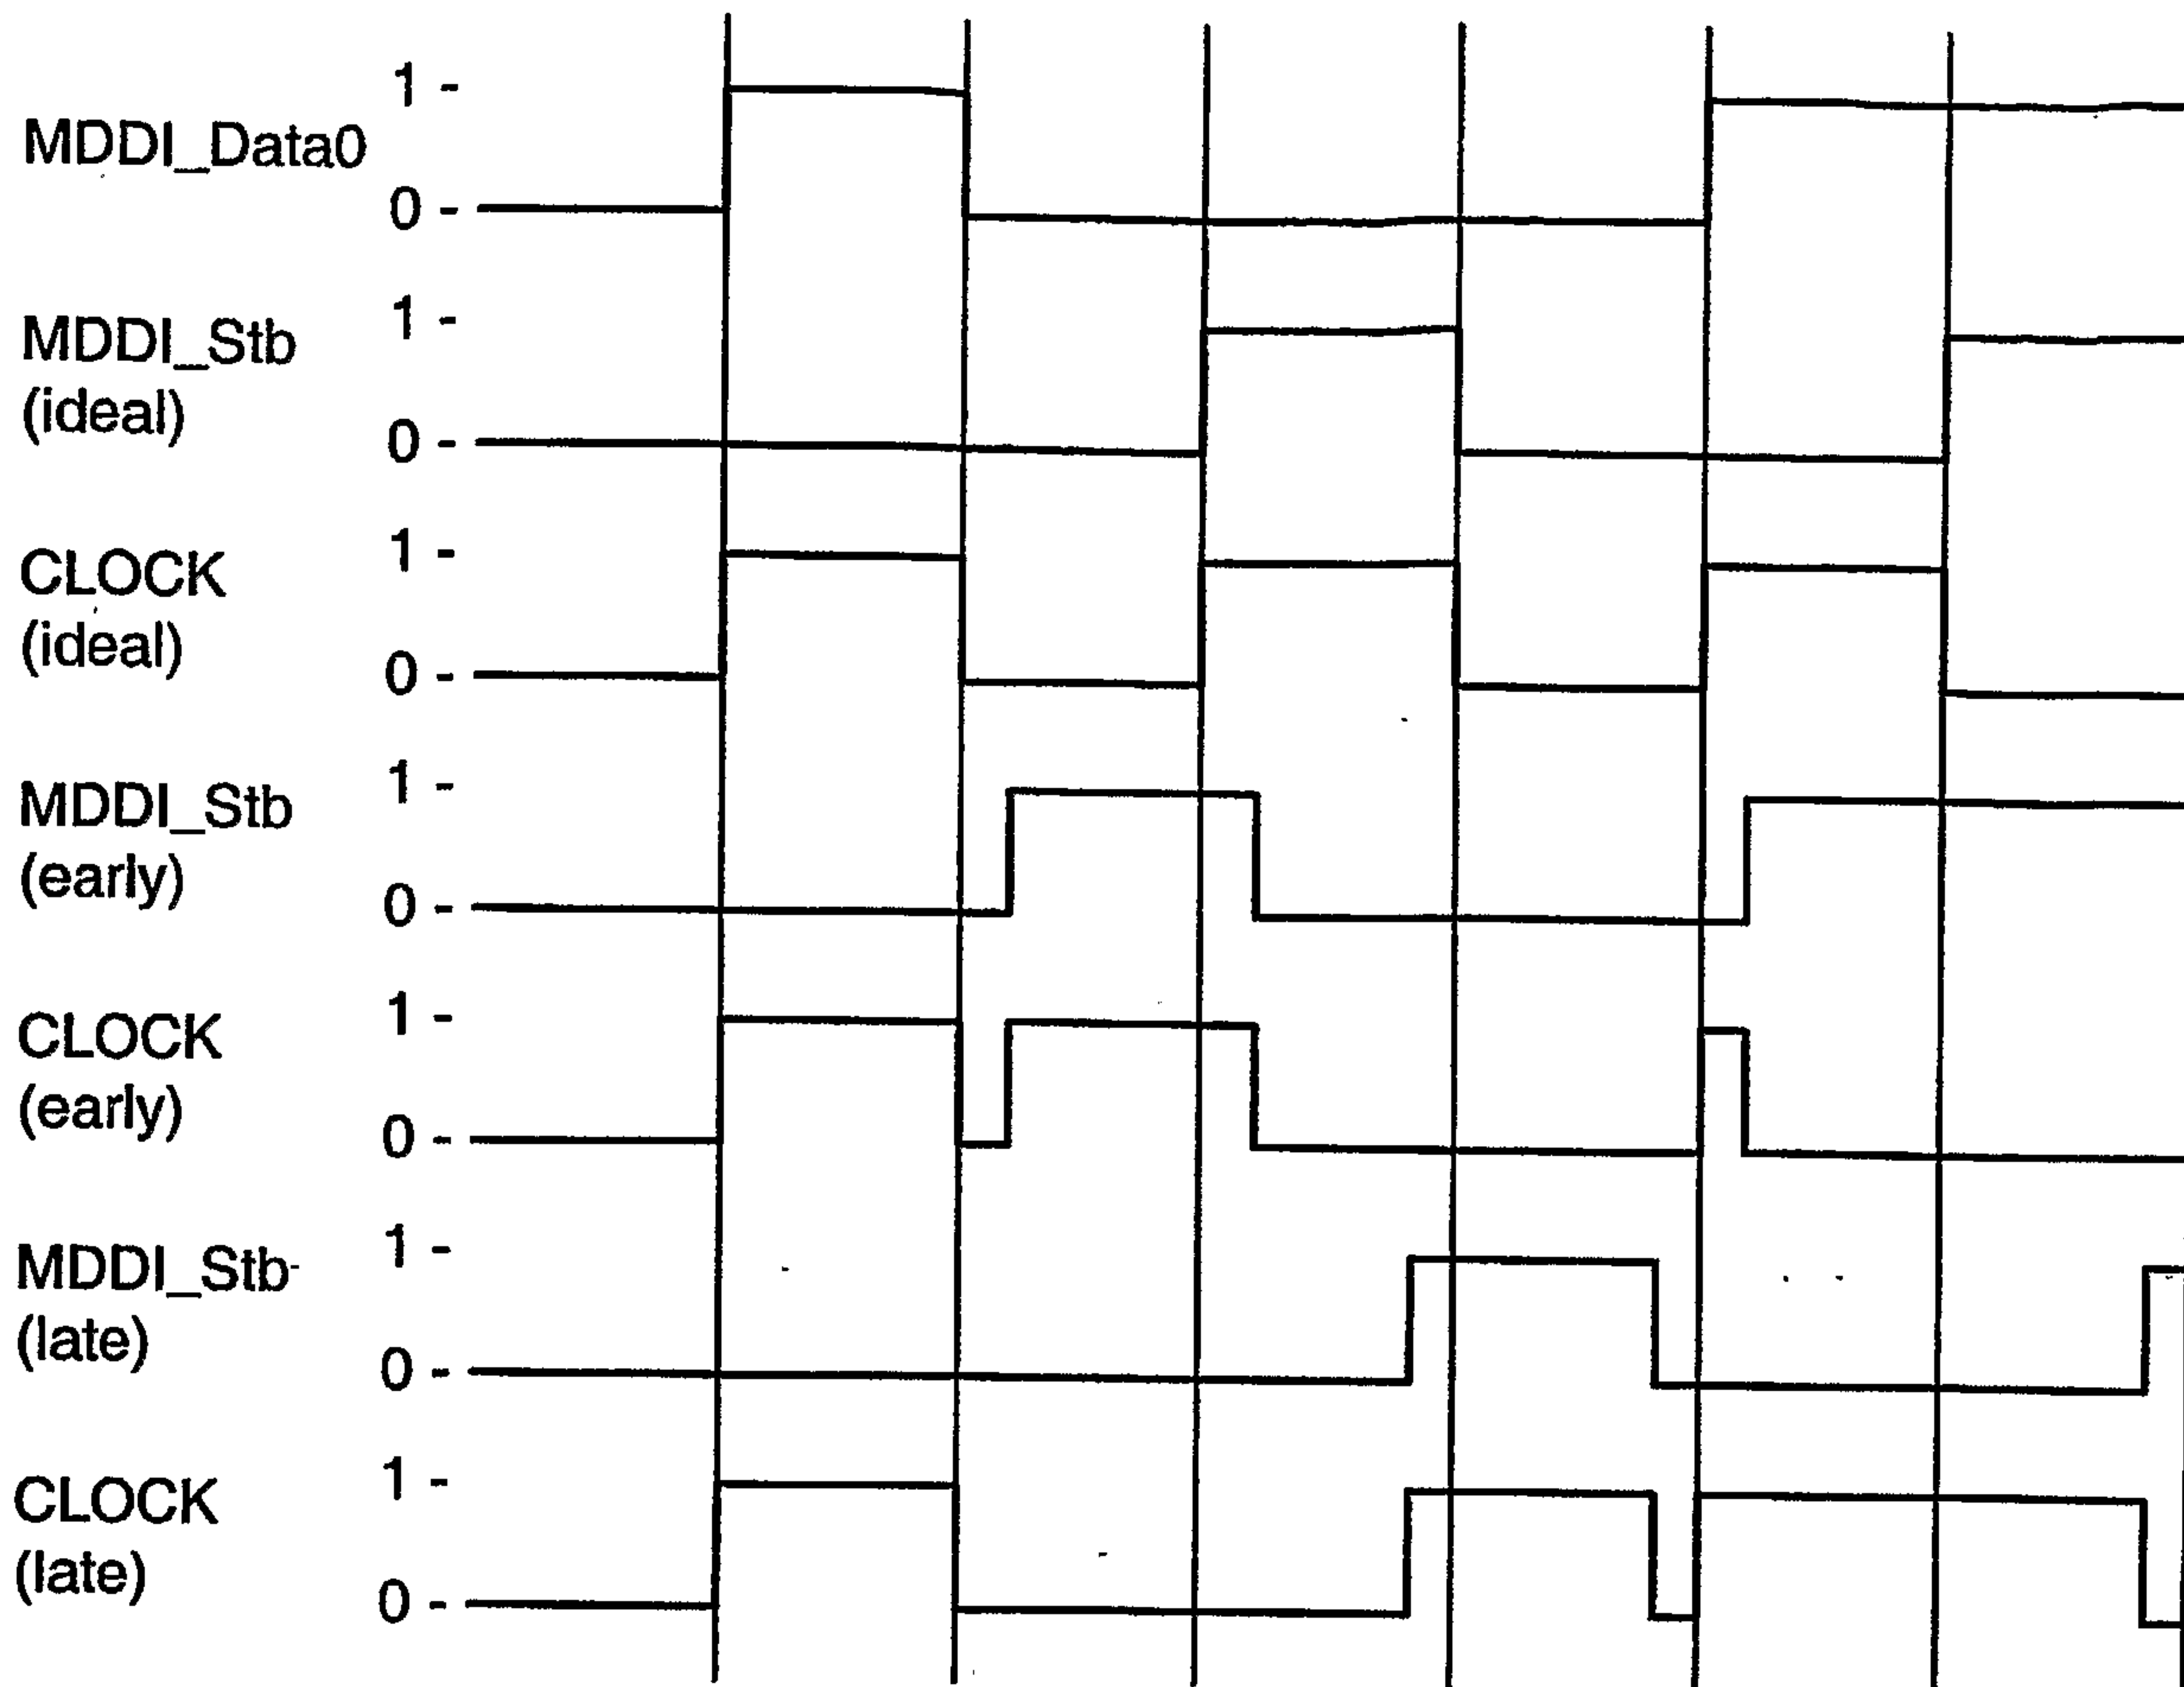 1 -
MDDI_Data0
0 -
1 -
MDDI_Stb
(ideal)
0 -
1 -
CLOCK
(ideal)
0 -
1 -
MDDI_Stb
(early)
0 -
1 -
CLOCK
(early)
0 -
1 -
MDDI_Stb
(late)
0 -
1 -
CLOCK
(late)
0 -